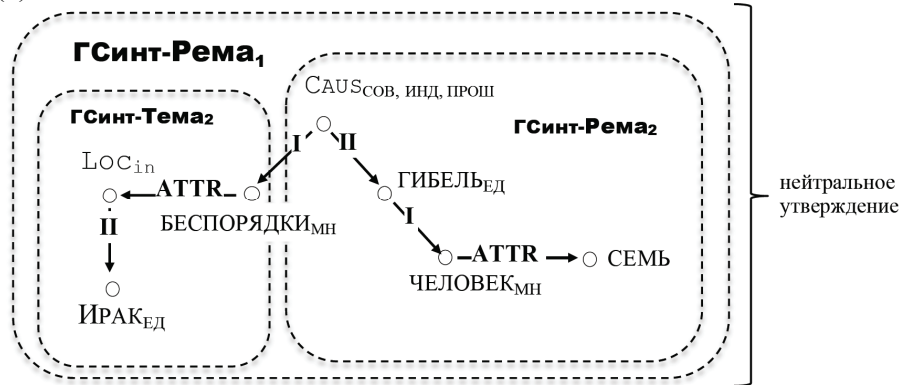 ГСинт-Рема1
CAUSСОВ, ИНД, ПРОШ
ГСинт-Тема2
ГСинт-Рема2
I
II
Locin
ATTR
ГИБЕЛЬЕД
нейтральное
утверждение
БЕСПОРЯДКИМН
II
I
ATTR
СЕМЬ
ЧЕЛОВЕКМН
ИРАКЕД